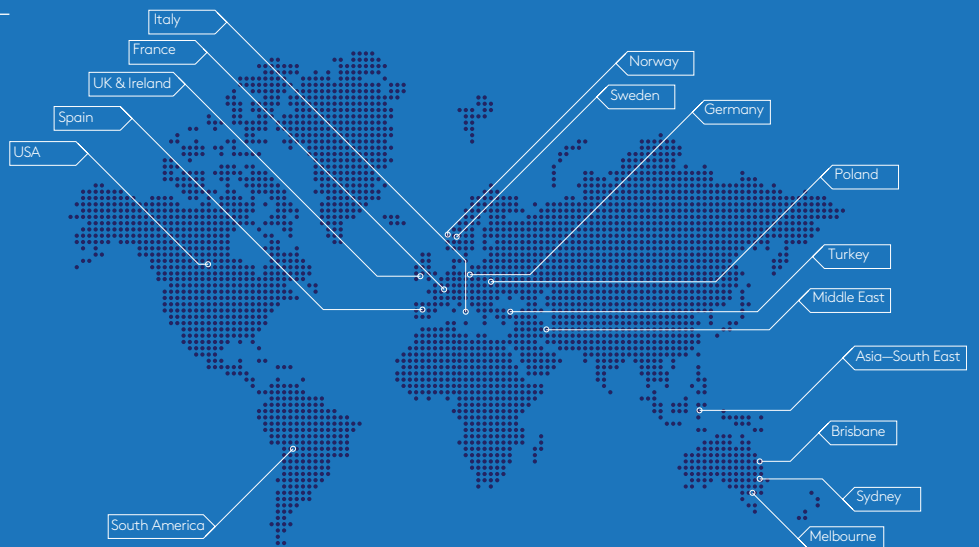 Italy
France
UK & Ireland
Spain
USA
Norway
Sweden
Germany
Poland
Turkey
Middle East
Asia—South East
Brisbane
Sydney
Melbourne
South America